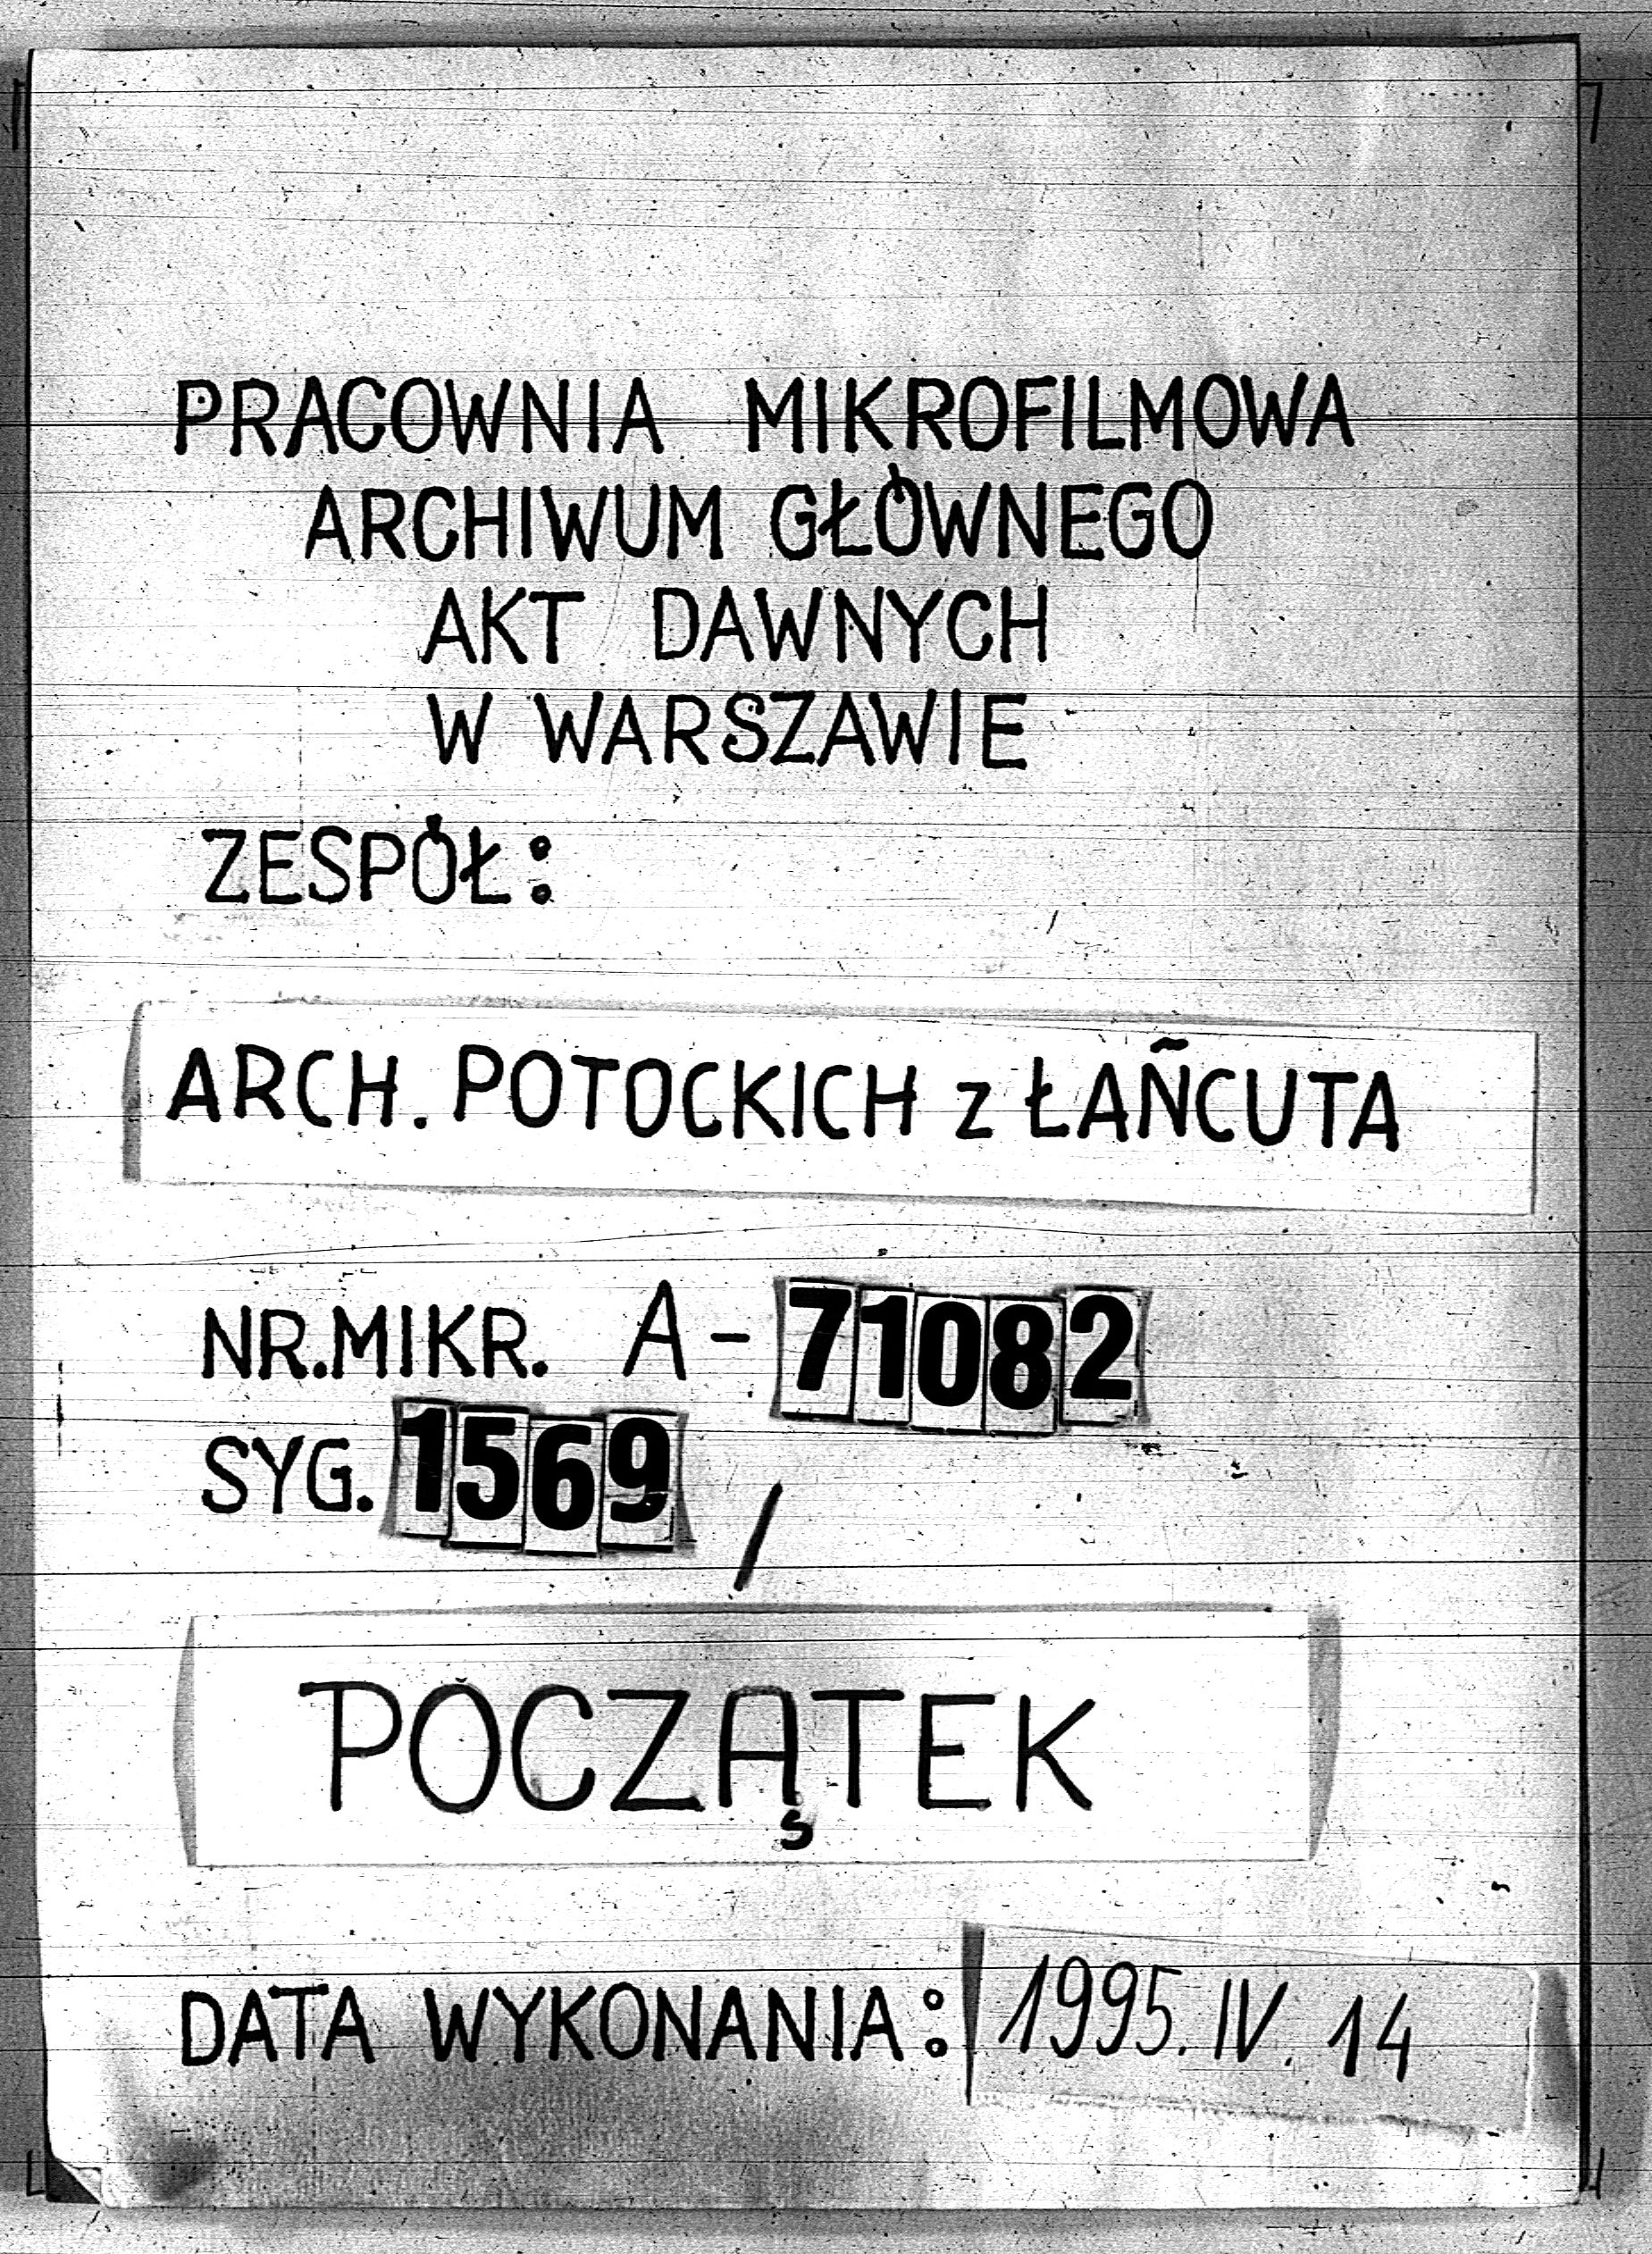 PRACOWNIA MIKROFILMOWA
ARCHIWUM GŁÓWNEGO
AKT DAWNYCH
W WARSZAWIE
ZESPÓŁ:
ARCH. POTOCKICH z ŁAŃCUTA
NR.MIKR. A-71082
SYG. 1569 /
POCZĄTEK
DATA WYKONANIA: 1995.IV.14